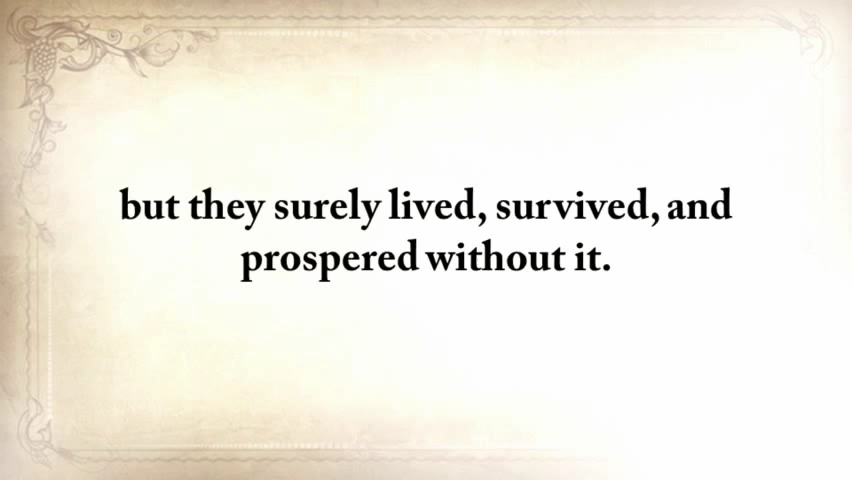 but they surely lived, survived, and
prospered without it.